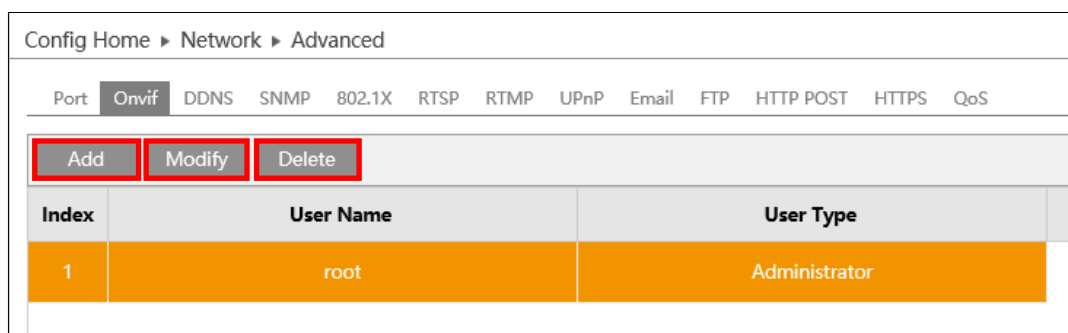 Config Home ▸ Network ▸ Advanced
Port Onvif DDNS SNMP 802.1X RTSP RTMP UPnP Email FTP HTTP POST HTTPS QoS
Add Modify Delete
Index User Name User Type
1 root Administrator